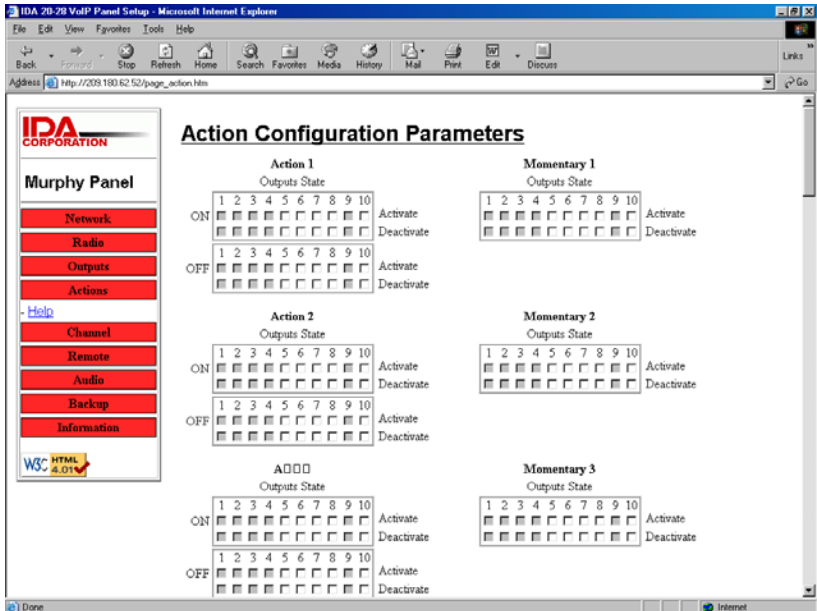 IDA 20-28 VoIP Panel Setup - Microsoft Internet Explorer
File Edit View Favorites Tools Help
Back Forward Stop Refresh Home Search Favorites Media History Mail Print Edit Discuss Links
Address http://209.180.62.52/page_action.htm Go
IDA
CORPORATION
Murphy Panel
Network
Radio
Outputs
Actions
- Help
Channel
Remote
Audio
Backup
Information
W3C HTML 4.01
Action Configuration Parameters
Action 1
Outputs State
1 2 3 4 5 6 7 8 9 10
ON Activate
Deactivate
1 2 3 4 5 6 7 8 9 10
OFF Activate
Deactivate
Momentary 1
Outputs State
1 2 3 4 5 6 7 8 9 10
Activate
Deactivate
Action 2
Outputs State
1 2 3 4 5 6 7 8 9 10
ON Activate
Deactivate
1 2 3 4 5 6 7 8 9 10
OFF Activate
Deactivate
Momentary 2
Outputs State
1 2 3 4 5 6 7 8 9 10
Activate
Deactivate
A□□□
Outputs State
1 2 3 4 5 6 7 8 9 10
ON Activate
Deactivate
1 2 3 4 5 6 7 8 9 10
OFF Activate
Deactivate
Momentary 3
Outputs State
1 2 3 4 5 6 7 8 9 10
Activate
Deactivate
Done Internet